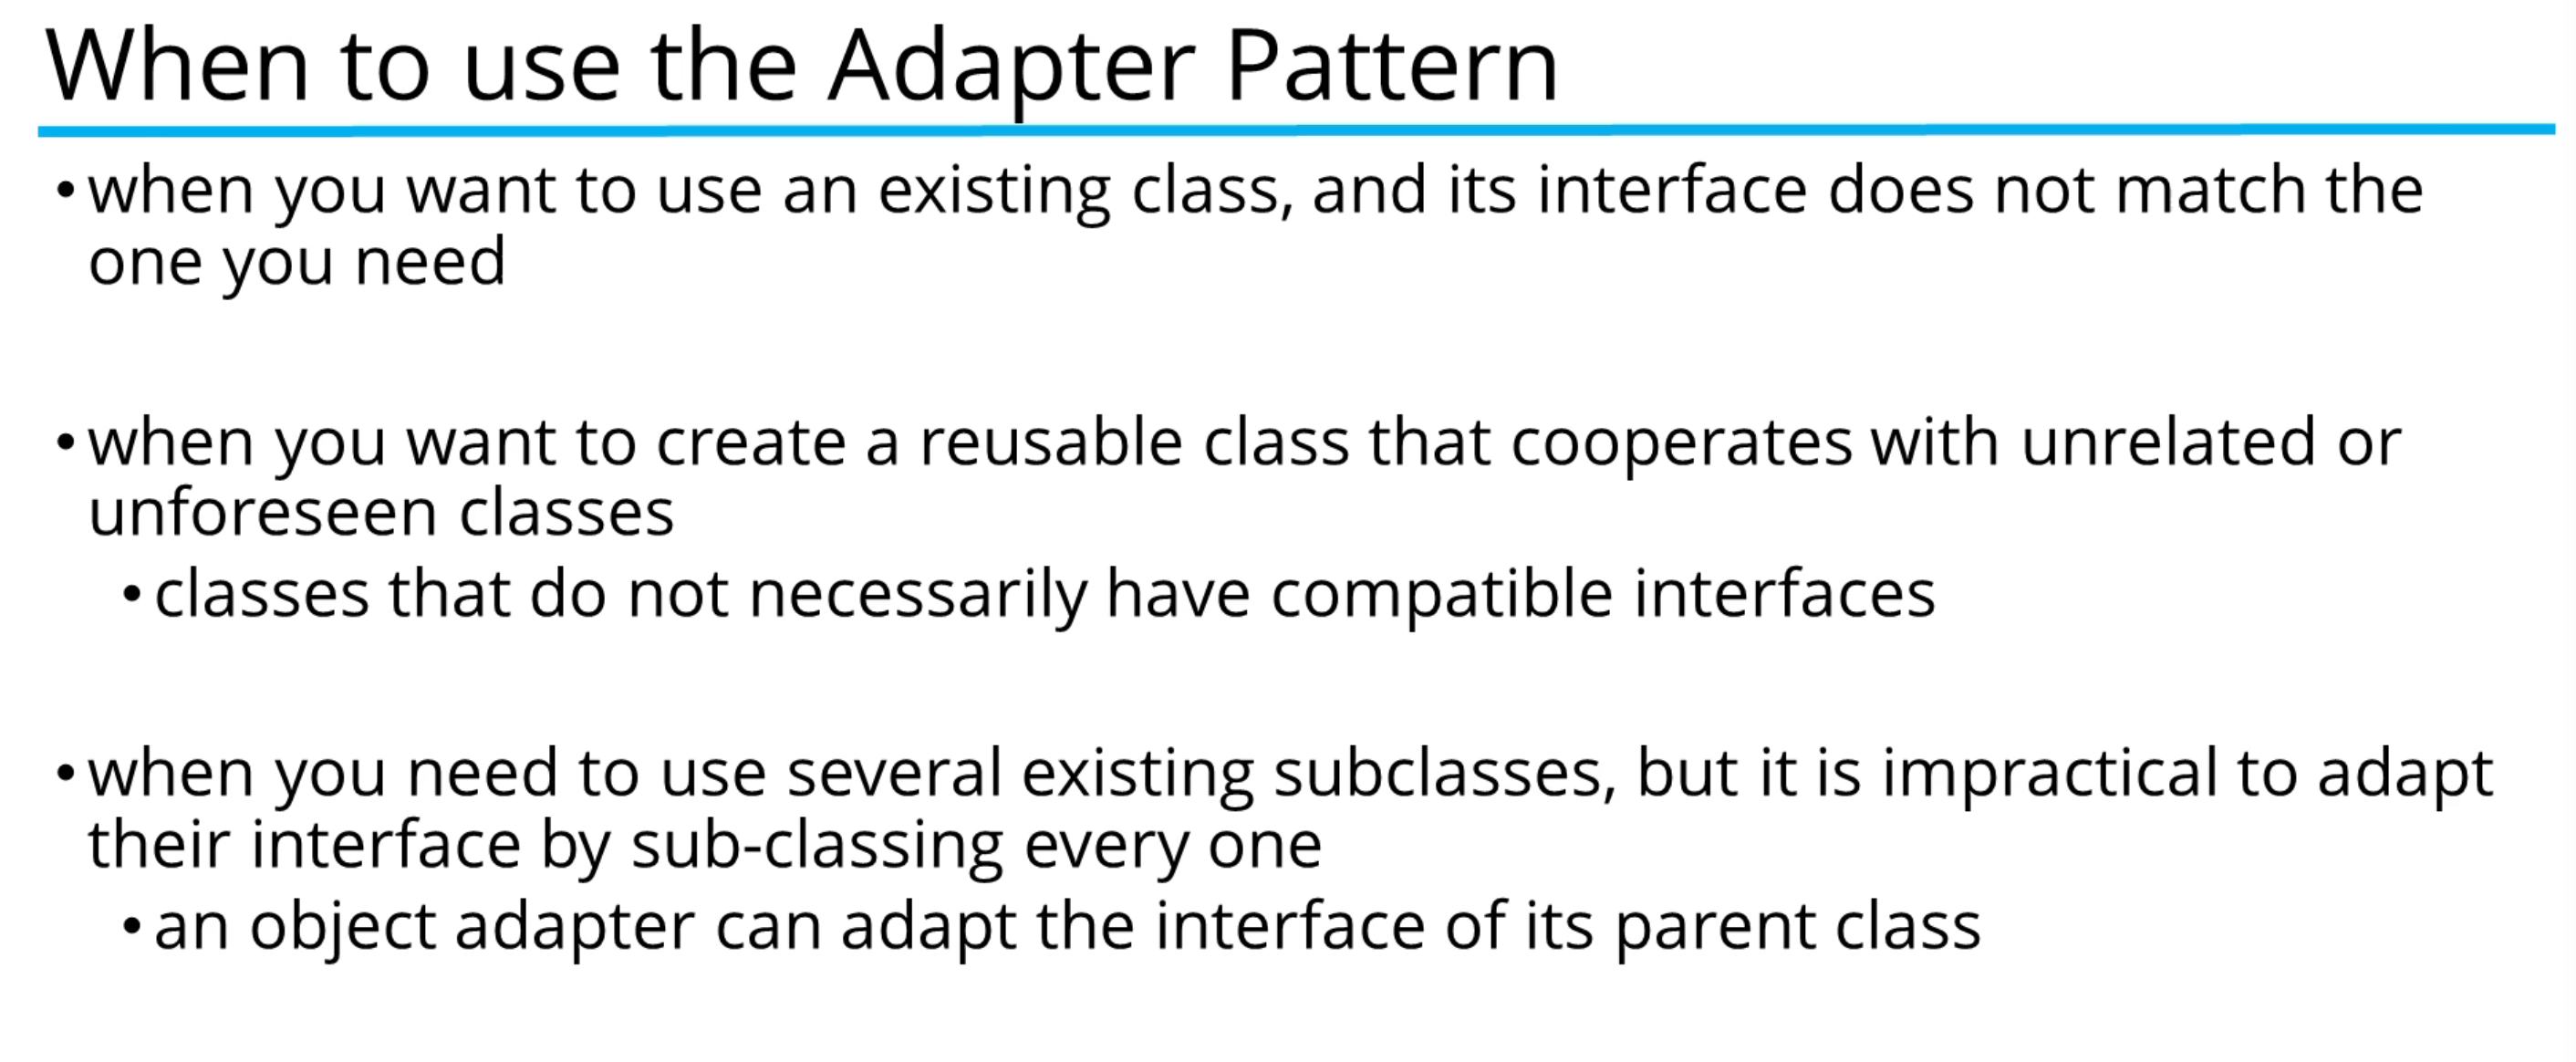 When to use the Adapter Pattern
• when you want to use an existing class, and its interface does not match the
one you need
• when you want to create a reusable class that cooperates with unrelated or
unforeseen classes
• classes that do not necessarily have compatible interfaces
• when you need to use several existing subclasses, but it is impractical to adapt
their interface by sub-classing every one
• an object adapter can adapt the interface of its parent class